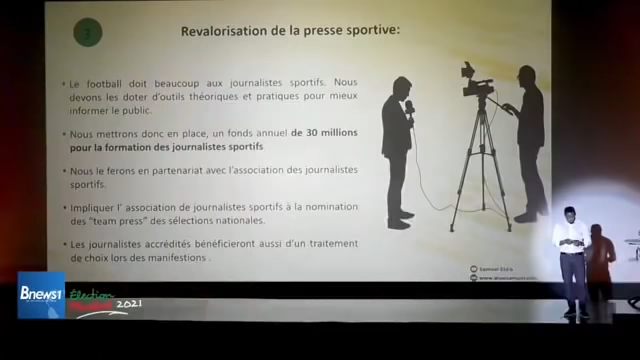 3
Revalorisation de la presse sportive:
• Le football doit beaucoup aux journalistes sportifs. Nous
devons les doter d'outils théoriques et pratiques pour mieux
informer le public.
• Nous mettrons donc en place, un fonds annuel de 30 millions
pour la formation des journalistes sportifs
• Nous le ferons en partenariat avec l'association des journalistes
sportifs.
• Impliquer l' association de journalistes sportifs à la nomination
des "team press" des sélections nationales.
• Les journalistes accrédités bénéficieront aussi d'un traitement
de choix lors des manifestions .
Samuel Eto'o
Bnews1
Élection
2021